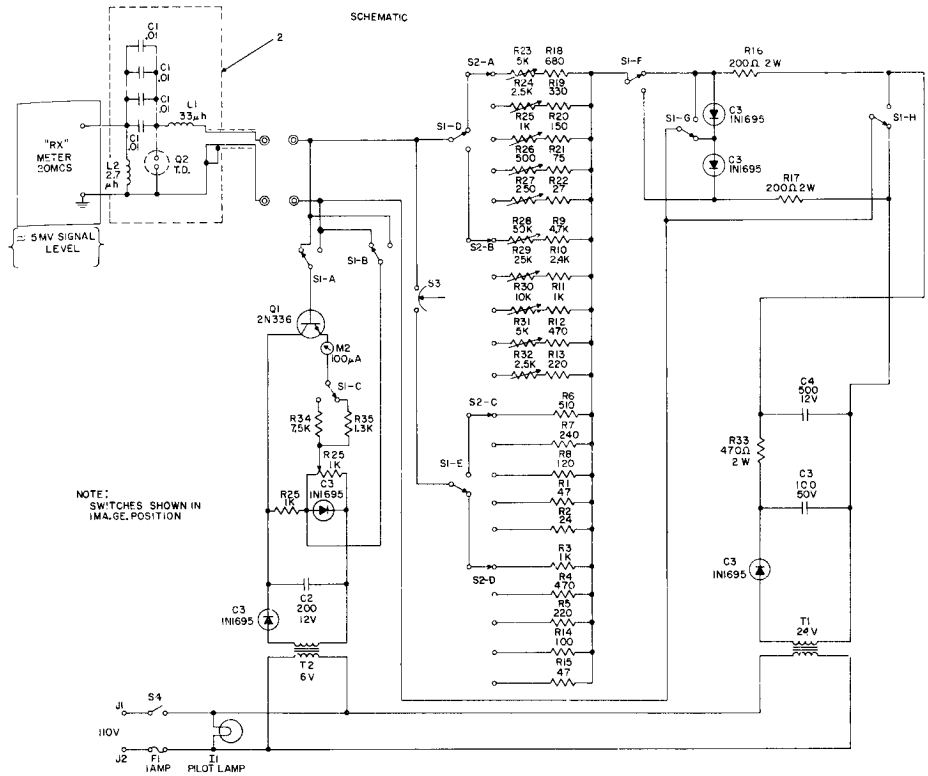 SCHEMATIC
C1
.01
2
C1
.01
C1
.01
L1
33μh
C1
.01
"RX"
METER
20MCS
L2
2.7
μh
Q2
T.D.
≈ 5MV SIGNAL
LEVEL
S1-A
S1-B
Q1
2N336
M2
100μA
S1-C
R34
7.5K
R35
1.3K
R25
1K
C3
1N1695
R25
1K
NOTE:
SWITCHES SHOWN IN
IMAGE POSITION
C2
200
12V
C3
1N1695
T2
6V
J1
S4
110V
J2
F1
1AMP
I1
PILOT LAMP
S1-D
S3
S1-E
S2-A
R23
5K
R18
680
R24
2.5K
R19
330
R25
1K
R20
150
R26
500
R21
75
R27
250
R22
27
S2-B
R28
50K
R9
4.7K
R29
25K
R10
2.4K
R30
10K
R11
1K
R31
5K
R12
470
R32
2.5K
R13
220
S2-C
R6
510
R7
240
R8
120
R1
47
R2
24
S2-D
R3
1K
R4
470
R5
220
R14
100
R15
47
S1-F
S1-G
C3
1N1695
C3
1N1695
R16
200Ω 2W
R17
200Ω 2W
S1-H
C4
500
12V
R33
470Ω
2W
C3
100
50V
C3
1N1695
T1
24V